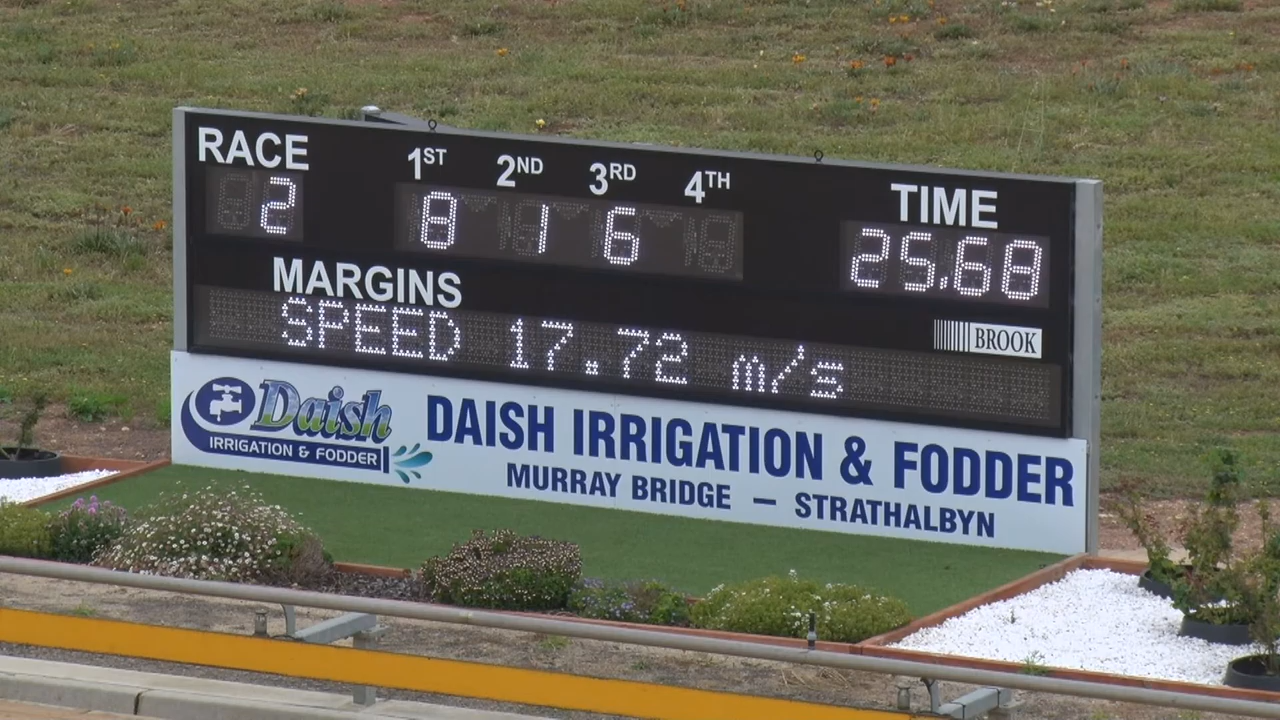 RACE 1ST 2ND 3RD 4TH TIME
2 8 1 6 25.68
MARGINS
BROOK
SPEED 17.72 m/s
Daish
IRRIGATION & FODDER
DAISH IRRIGATION & FODDER
MURRAY BRIDGE – STRATHALBYN